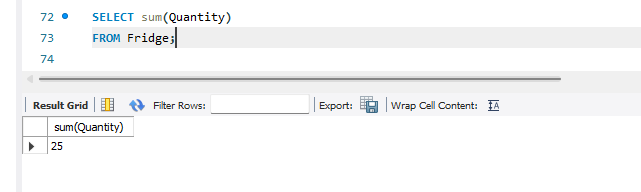 72 SELECT sum(Quantity)
73 FROM Fridge;
74
Result Grid Filter Rows: Export: Wrap Cell Content: IA
sum(Quantity)
25